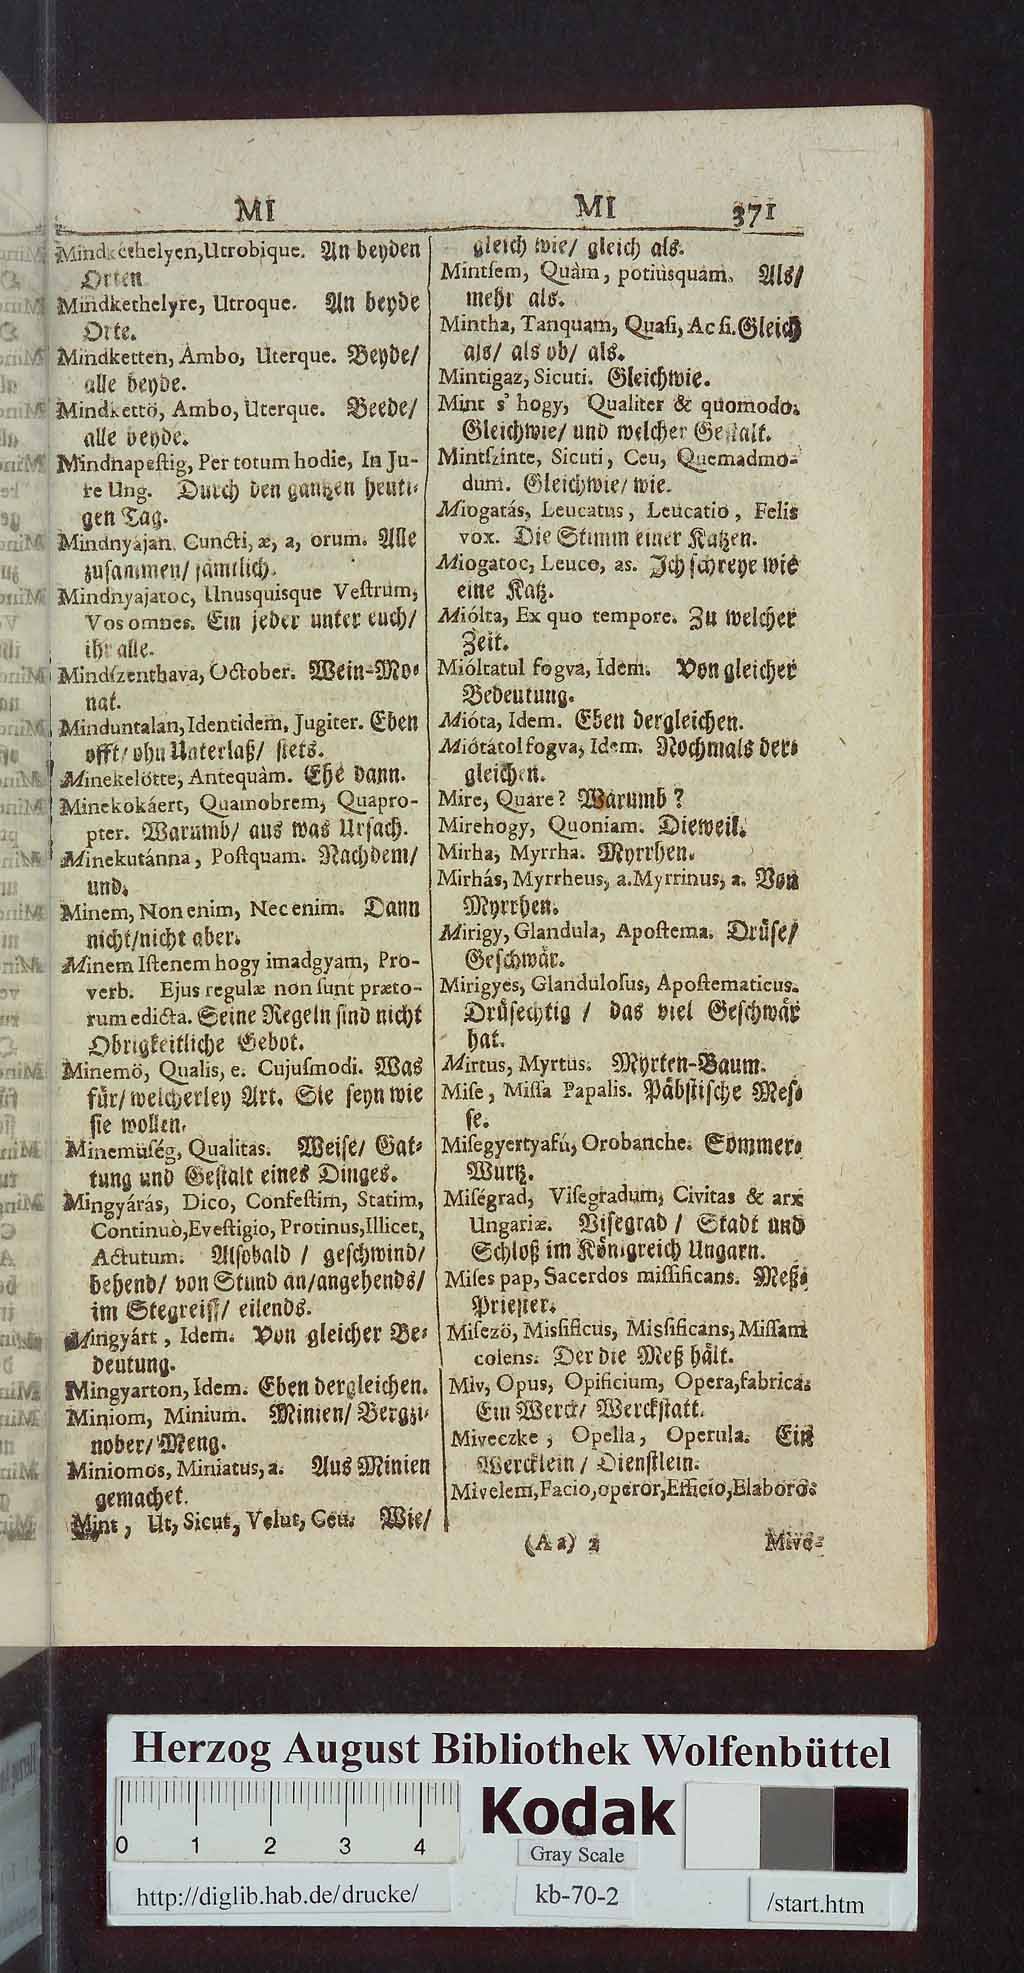 MI
MI 371
Mindkethelyen, Utrobique. An beyden
Orten.
Mindkethelyre, Utroque. An beyde
Orte.
Mindketten, Ambo, Uterque. Beyde/
alle beyde.
Mindkettö, Ambo, Uterque. Beede/
alle beyde.
Mindnapeſtig, Per totum hodie, In Ju-
re Ung. Durch den gantzen heuti-
gen Tag.
Mindnyájan, Cuncti, æ, a, orum. Alle
zuſammen/ ſämtlich.
Mindnyajatoc, Unusquisque Veſtrum,
Vos omnes. Ein jeder unter euch/
ihr alle.
Mindſzenthava, October. Wein-Mo-
nat.
Minduntalan, Identidem, Jugiter. Eben
offt/ ohn Unterlaß/ ſtets.
Minekelötte, Antequàm. Ehe dann.
Minekokáert, Quamobrem, Quapro-
pter. Warumb/ aus was Urſach.
Minekutánna, Poſtquam. Nachdem/
und.
Minem, Non enim, Nec enim. Dann
nicht/ nicht aber.
Minem Iſtenem hogy imadgyam, Pro-
verb. Ejus regulæ non ſunt præto-
rum edicta. Seine Regeln ſind nicht
Obrigkeitliche Gebot.
Minemö, Qualis, e. Cujuſmodi. Was
für/ welcherley Art. Sie ſeyn wie
ſie wollen.
Minemüſég, Qualitas. Weiſe/ Gat-
tung und Geſtalt eines Dinges.
Mingyárás, Dico, Confeſtim, Statim,
Continuò, Eveſtigio, Protinus, Illicet,
Actutum. Alſobald / geſchwind/
behend/ von Stund an/ angehends/
im Stegreiff/ eilends.
Mingyárt, Idem. Von gleicher Be-
deutung.
Mingyarton, Idem. Eben dergleichen.
Miniom, Minium. Minien/ Bergzi-
nober/ Meng.
Miniomos, Miniatus, a. Aus Minien
gemachet.
Mint, Ut, Sicut, Velut, Ceu. Wie/
gleich wie/ gleich als.
Mintſem, Quàm, potiùsquam. Als/
mehr als.
Mintha, Tanquam, Quaſi, Ac ſi. Gleich
als/ als ob/ als.
Mintigaz, Sicuti. Gleichwie.
Mint s' hogy, Qualiter & quomodo.
Gleichwie/ und welcher Geſtalt.
Mintſzinte, Sicuti, Ceu, Quemadmo-
dum. Gleichwie/ wie.
Miogatás, Leucatus, Leucatio, Felis
vox. Die Stimm einer Katzen.
Miogatoc, Leuco, as. Ich ſchreye wie
eine Katz.
Miólta, Ex quo tempore. Zu welcher
Zeit.
Mióltatul fogva, Idem. Von gleicher
Bedeutung.
Mióta, Idem. Eben dergleichen.
Miótátol fogva, Idem. Nochmals der-
gleichen.
Mire, Quare? Warumb?
Mirehogy, Quoniam. Dieweil.
Mirha, Myrrha. Myrrhen.
Mirhás, Myrrheus, a. Myrrinus, a. Von
Myrrhen.
Mirigy, Glandula, Apoſtema. Drüſe/
Geſchwär.
Mirigyes, Glanduloſus, Apoſtematicus.
Drüſechtig / das viel Geſchwär
hat.
Mirtus, Myrtus. Myrten-Baum.
Miſe, Miſſa Papalis. Päbſtiſche Meſ-
ſe.
Miſegyertyafú, Orobanche. Sommer-
Wurtz.
Miſégrad, Viſegradum, Civitas & arx
Ungariæ. Viſegrad / Stadt und
Schloß im Königreich Ungarn.
Miſes pap, Sacerdos miſſificans. Meß-
Prieſter.
Miſezö, Miſſificus, Miſſificans, Miſſam
colens. Der die Meß hält.
Miv, Opus, Opificium, Opera, fabrica.
Ein Werck/ Werckſtatt.
Miveczke, Opella, Operula. Ein
Wercklein / Dienſtlein.
Mivelem, Facio, operor, Efficio, Elaboro.
(Aa) 2 Mive-
Herzog August Bibliothek Wolfenbüttel
0 1 2 3 4
Kodak
Gray Scale
http://diglib.hab.de/drucke/
kb-70-2
/start.htm